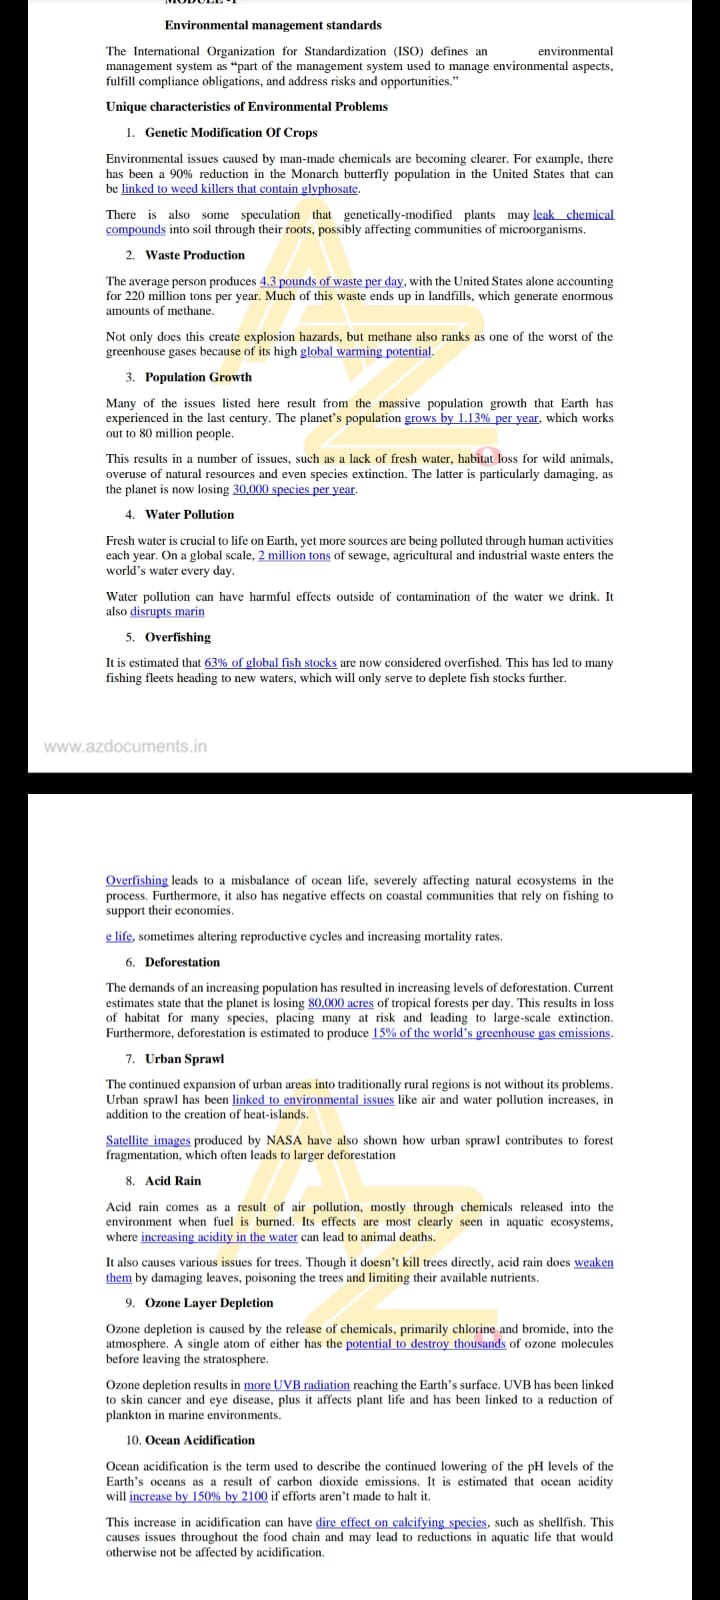 MODULE -1
Environmental management standards
The International Organization for Standardization (ISO) defines an environmental
management system as “part of the management system used to manage environmental aspects,
fulfill compliance obligations, and address risks and opportunities.”
Unique characteristics of Environmental Problems
1. Genetic Modification Of Crops
Environmental issues caused by man-made chemicals are becoming clearer. For example, there
has been a 90% reduction in the Monarch butterfly population in the United States that can
be linked to weed killers that contain glyphosate.
There is also some speculation that genetically-modified plants may leak chemical
compounds into soil through their roots, possibly affecting communities of microorganisms.
2. Waste Production
The average person produces 4.3 pounds of waste per day, with the United States alone accounting
for 220 million tons per year. Much of this waste ends up in landfills, which generate enormous
amounts of methane.
Not only does this create explosion hazards, but methane also ranks as one of the worst of the
greenhouse gases because of its high global warming potential.
3. Population Growth
Many of the issues listed here result from the massive population growth that Earth has
experienced in the last century. The planet’s population grows by 1.13% per year, which works
out to 80 million people.
This results in a number of issues, such as a lack of fresh water, habitat loss for wild animals,
overuse of natural resources and even species extinction. The latter is particularly damaging, as
the planet is now losing 30,000 species per year.
4. Water Pollution
Fresh water is crucial to life on Earth, yet more sources are being polluted through human activities
each year. On a global scale, 2 million tons of sewage, agricultural and industrial waste enters the
world’s water every day.
Water pollution can have harmful effects outside of contamination of the water we drink. It
also disrupts marin
5. Overfishing
It is estimated that 63% of global fish stocks are now considered overfished. This has led to many
fishing fleets heading to new waters, which will only serve to deplete fish stocks further.
www.azdocuments.in
Overfishing leads to a misbalance of ocean life, severely affecting natural ecosystems in the
process. Furthermore, it also has negative effects on coastal communities that rely on fishing to
support their economies.
e life, sometimes altering reproductive cycles and increasing mortality rates.
6. Deforestation
The demands of an increasing population has resulted in increasing levels of deforestation. Current
estimates state that the planet is losing 80,000 acres of tropical forests per day. This results in loss
of habitat for many species, placing many at risk and leading to large-scale extinction.
Furthermore, deforestation is estimated to produce 15% of the world’s greenhouse gas emissions.
7. Urban Sprawl
The continued expansion of urban areas into traditionally rural regions is not without its problems.
Urban sprawl has been linked to environmental issues like air and water pollution increases, in
addition to the creation of heat-islands.
Satellite images produced by NASA have also shown how urban sprawl contributes to forest
fragmentation, which often leads to larger deforestation
8. Acid Rain
Acid rain comes as a result of air pollution, mostly through chemicals released into the
environment when fuel is burned. Its effects are most clearly seen in aquatic ecosystems,
where increasing acidity in the water can lead to animal deaths.
It also causes various issues for trees. Though it doesn’t kill trees directly, acid rain does weaken
them by damaging leaves, poisoning the trees and limiting their available nutrients.
9. Ozone Layer Depletion
Ozone depletion is caused by the release of chemicals, primarily chlorine and bromide, into the
atmosphere. A single atom of either has the potential to destroy thousands of ozone molecules
before leaving the stratosphere.
Ozone depletion results in more UVB radiation reaching the Earth’s surface. UVB has been linked
to skin cancer and eye disease, plus it affects plant life and has been linked to a reduction of
plankton in marine environments.
10. Ocean Acidification
Ocean acidification is the term used to describe the continued lowering of the pH levels of the
Earth’s oceans as a result of carbon dioxide emissions. It is estimated that ocean acidity
will increase by 150% by 2100 if efforts aren’t made to halt it.
This increase in acidification can have dire effect on calcifying species, such as shellfish. This
causes issues throughout the food chain and may lead to reductions in aquatic life that would
otherwise not be affected by acidification.